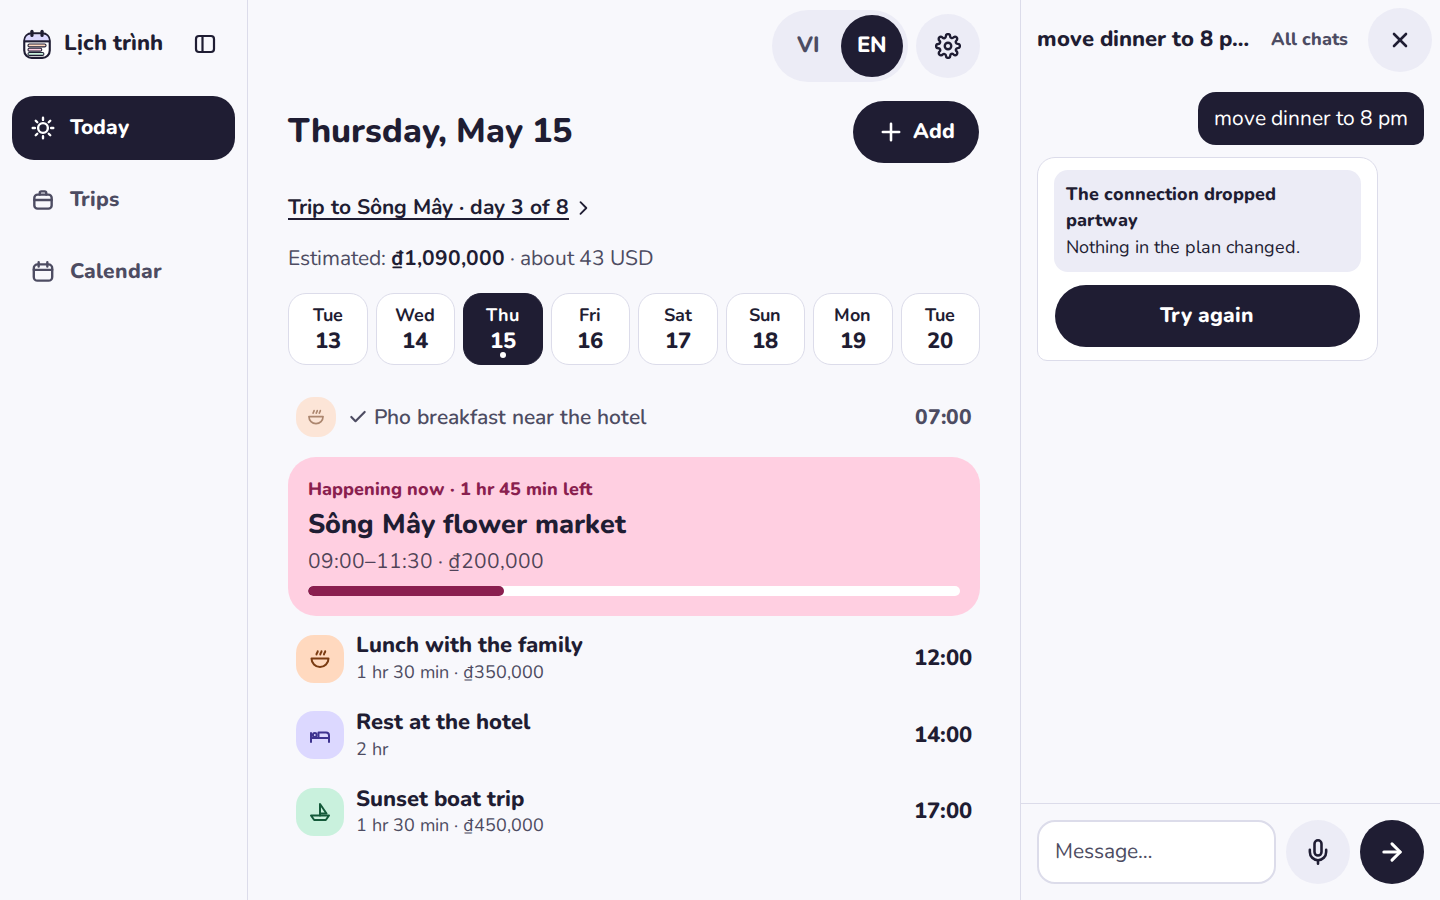 Lịch trình
Today
Trips
Calendar
VI
EN
Thursday, May 15
Add
Trip to Sông Mây · day 3 of 8
Estimated: ₫1,090,000 · about 43 USD
Tue
13
Wed
14
Thu
15
Fri
16
Sat
17
Sun
18
Mon
19
Tue
20
Pho breakfast near the hotel
07:00
Happening now · 1 hr 45 min left
Sông Mây flower market
09:00–11:30 · ₫200,000
Lunch with the family
1 hr 30 min · ₫350,000
12:00
Rest at the hotel
2 hr
14:00
Sunset boat trip
1 hr 30 min · ₫450,000
17:00
move dinner to 8 p...
All chats
move dinner to 8 pm
The connection dropped
partway
Nothing in the plan changed.
Try again
Message...